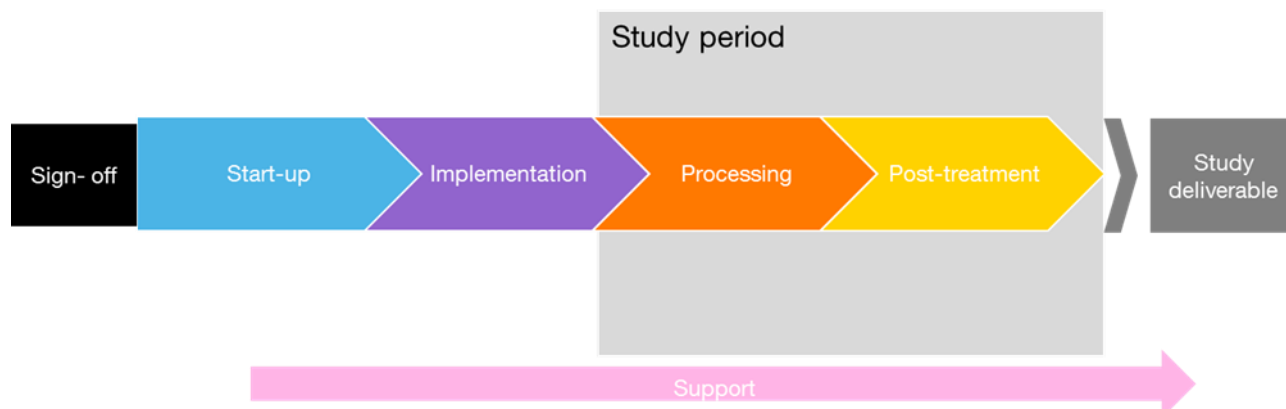 Study period
Sign- off
Start-up
Implementation
Processing
Post-treatment
Study
deliverable
Support